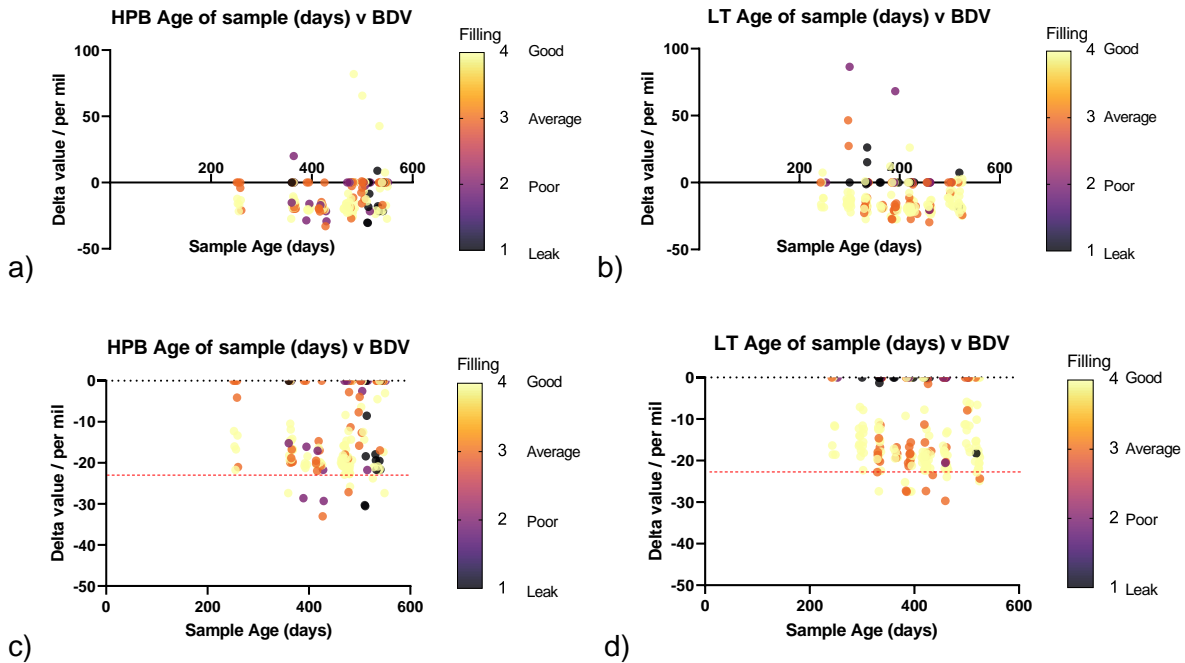 HPB Age of sample (days) v BDV
Filling
100
50
0
-50
200
400
600
Delta value / per mil
Sample Age (days)
4
3
2
1
Good
Average
Poor
Leak
a)
LT Age of sample (days) v BDV
Filling
100
50
0
-50
200
400
600
Delta value / per mil
Sample Age (days)
4
3
2
1
Good
Average
Poor
Leak
b)
HPB Age of sample (days) v BDV
Filling
0
-10
-20
-30
-40
-50
0
200
400
600
Delta value / per mil
Sample Age (days)
4
3
2
1
Good
Average
Poor
Leak
c)
LT Age of sample (days) v BDV
Filling
0
-10
-20
-30
-40
-50
0
200
400
600
Delta value / per mil
Sample Age (days)
4
3
2
1
Good
Average
Poor
Leak
d)